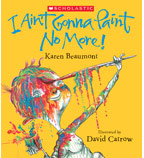 SCHOLASTIC
I Ain't Gonna Paint
No More!
Karen Beaumont
Illustrated by
David Catrow